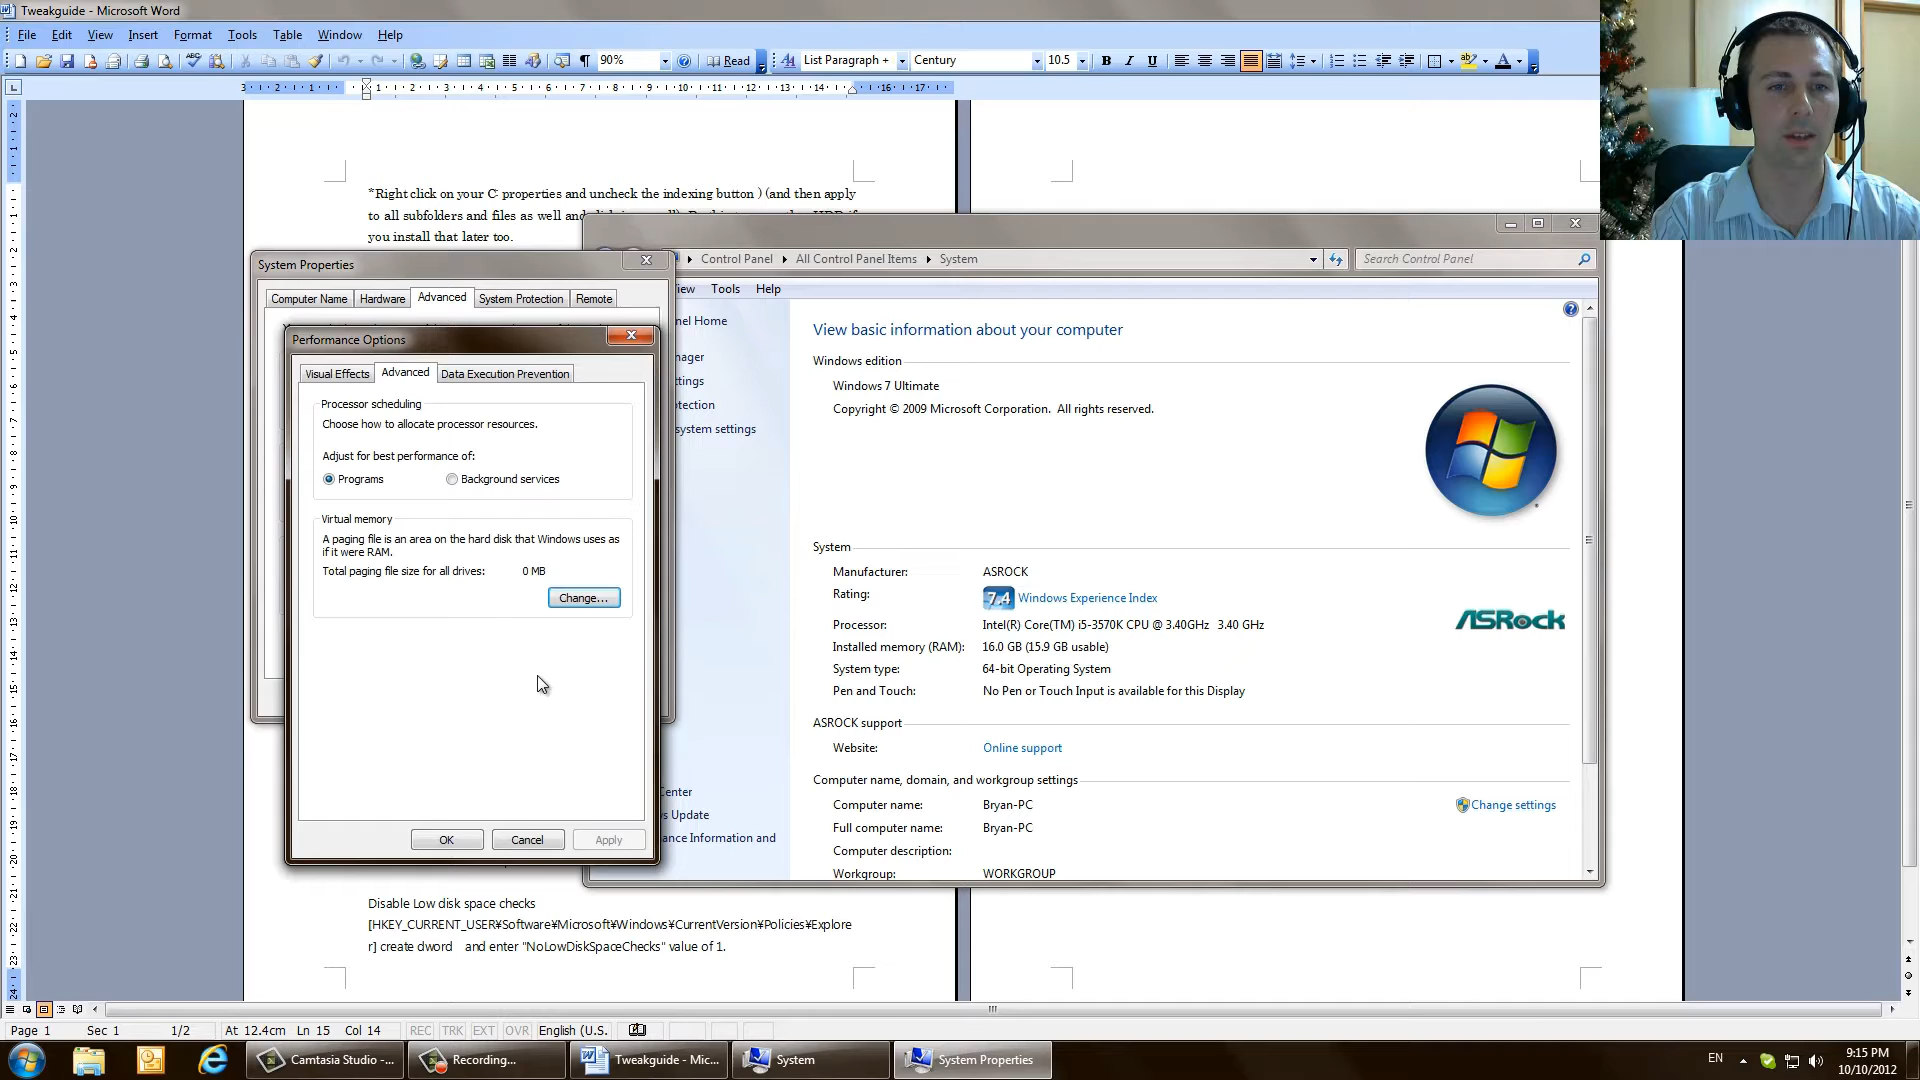 Tweakguide - Microsoft Word
File Edit View Insert Format Tools Table Window Help
90% Read List Paragraph + Century 10.5 B I U
*Right click on your C: properties and uncheck the indexing button ) (and then apply
to all subfolders and files as well and
you install that later too.
System Properties
Computer Name Hardware Advanced System Protection Remote
Performance Options
Visual Effects Advanced Data Execution Prevention
Processor scheduling
Choose how to allocate processor resources.
Adjust for best performance of:
Programs Background services
Virtual memory
A paging file is an area on the hard disk that Windows uses as
if it were RAM.
Total paging file size for all drives: 0 MB
Change...
OK Cancel Apply
Control Panel All Control Panel Items System
Search Control Panel
iew Tools Help
nel Home
nager
ttings
otection
system settings
Center
s Update
ance Information and
View basic information about your computer
Windows edition
Windows 7 Ultimate
Copyright © 2009 Microsoft Corporation. All rights reserved.
System
Manufacturer: ASROCK
Rating: 7.4 Windows Experience Index
Processor: Intel(R) Core(TM) i5-3570K CPU @ 3.40GHz 3.40 GHz
Installed memory (RAM): 16.0 GB (15.9 GB usable)
System type: 64-bit Operating System
Pen and Touch: No Pen or Touch Input is available for this Display
ASRock
ASROCK support
Website: Online support
Computer name, domain, and workgroup settings
Computer name: Bryan-PC
Change settings
Full computer name: Bryan-PC
Computer description:
Workgroup: WORKGROUP
Disable Low disk space checks
[HKEY_CURRENT_USER¥Software¥Microsoft¥Windows¥CurrentVersion¥Policies¥Explore
r] create dword and enter "NoLowDiskSpaceChecks" value of 1.
Page 1 Sec 1 1/2 At 12.4cm Ln 15 Col 14 REC TRK EXT OVR English (U.S.
Camtasia Studio -... Recording... Tweakguide - Mic... System System Properties
EN
9:15 PM
10/10/2012